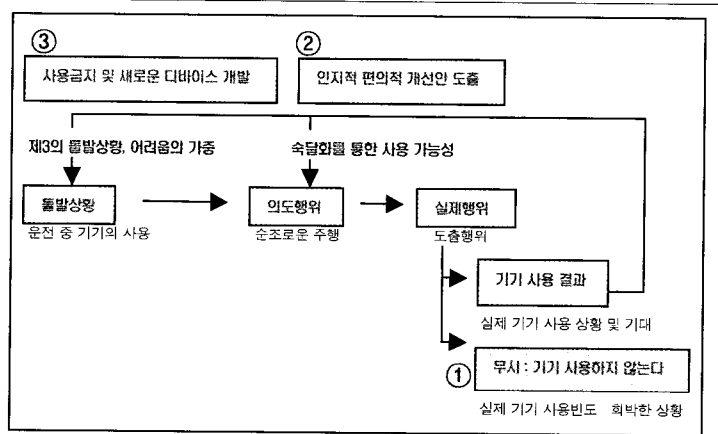 ③
②
사용금지 및 새로운 디바이스 개발
인지적 편의적 개선안 도출
제3의 돌발상황, 어려움의 가중
숙달화를 통한 사용 가능성
돌발상황
의도행위
실제행위
운전 중 기기의 사용
순조로운 주행
도출행위
기기 사용 결과
실제 기기 사용 상황 및 기대
①
무시 : 기기 사용하지 않는다
실제 기기 사용빈도 희박한 상황